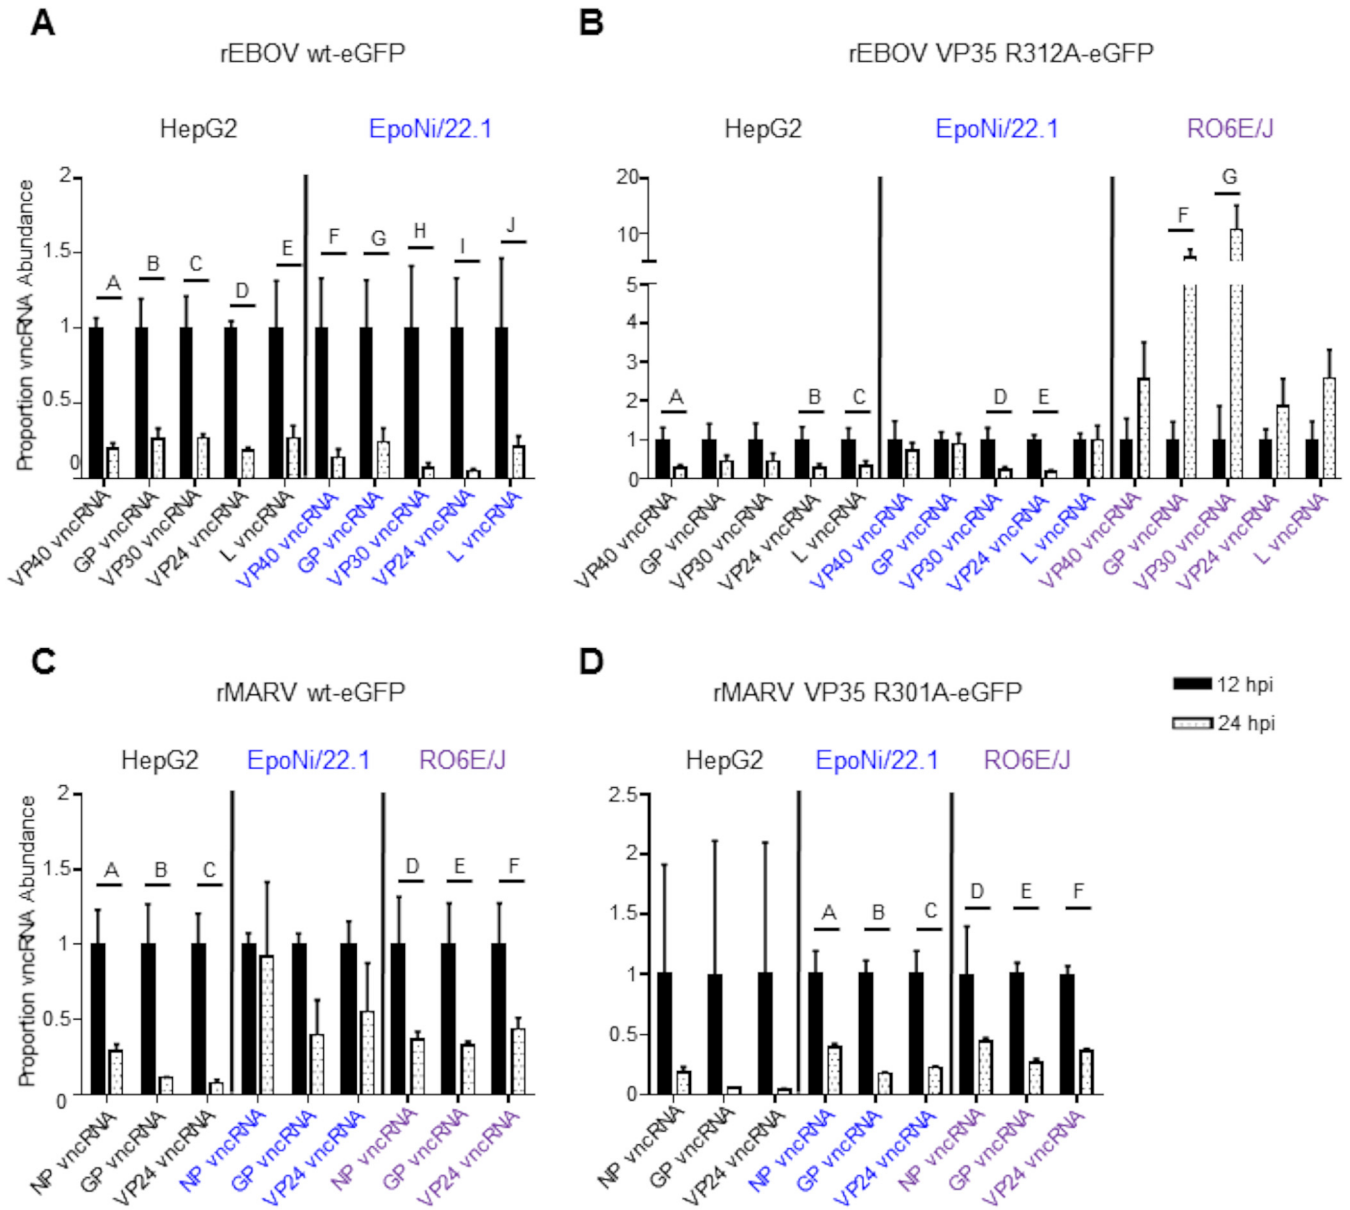 A
rEBOV wt-eGFP
HepG2
EpoNi/22.1
Proportion vncRNA Abundance
2
1.5
1
0.5
0
A
B
C
D
E
F
G
H
I
J
VP40 vncRNA
GP vncRNA
VP30 vncRNA
VP24 vncRNA
L vncRNA
VP40 vncRNA
GP vncRNA
VP30 vncRNA
VP24 vncRNA
L vncRNA
B
rEBOV VP35 R312A-eGFP
HepG2
EpoNi/22.1
RO6E/J
20
10
5
4
3
2
1
0
A
B
C
D
E
F
G
VP40 vncRNA
GP vncRNA
VP30 vncRNA
VP24 vncRNA
L vncRNA
VP40 vncRNA
GP vncRNA
VP30 vncRNA
VP24 vncRNA
L vncRNA
VP40 vncRNA
GP vncRNA
VP30 vncRNA
VP24 vncRNA
L vncRNA
C
rMARV wt-eGFP
HepG2
EpoNi/22.1
RO6E/J
Proportion vncRNA Abundance
2
1.5
1
0.5
0
A
B
C
D
E
F
NP vncRNA
GP vncRNA
VP24 vncRNA
NP vncRNA
GP vncRNA
VP24 vncRNA
NP vncRNA
GP vncRNA
VP24 vncRNA
D
rMARV VP35 R301A-eGFP
HepG2
EpoNi/22.1
RO6E/J
2.5
2
1.5
1
0.5
0
A
B
C
D
E
F
NP vncRNA
GP vncRNA
VP24 vncRNA
NP vncRNA
GP vncRNA
VP24 vncRNA
NP vncRNA
GP vncRNA
VP24 vncRNA
12 hpi
24 hpi